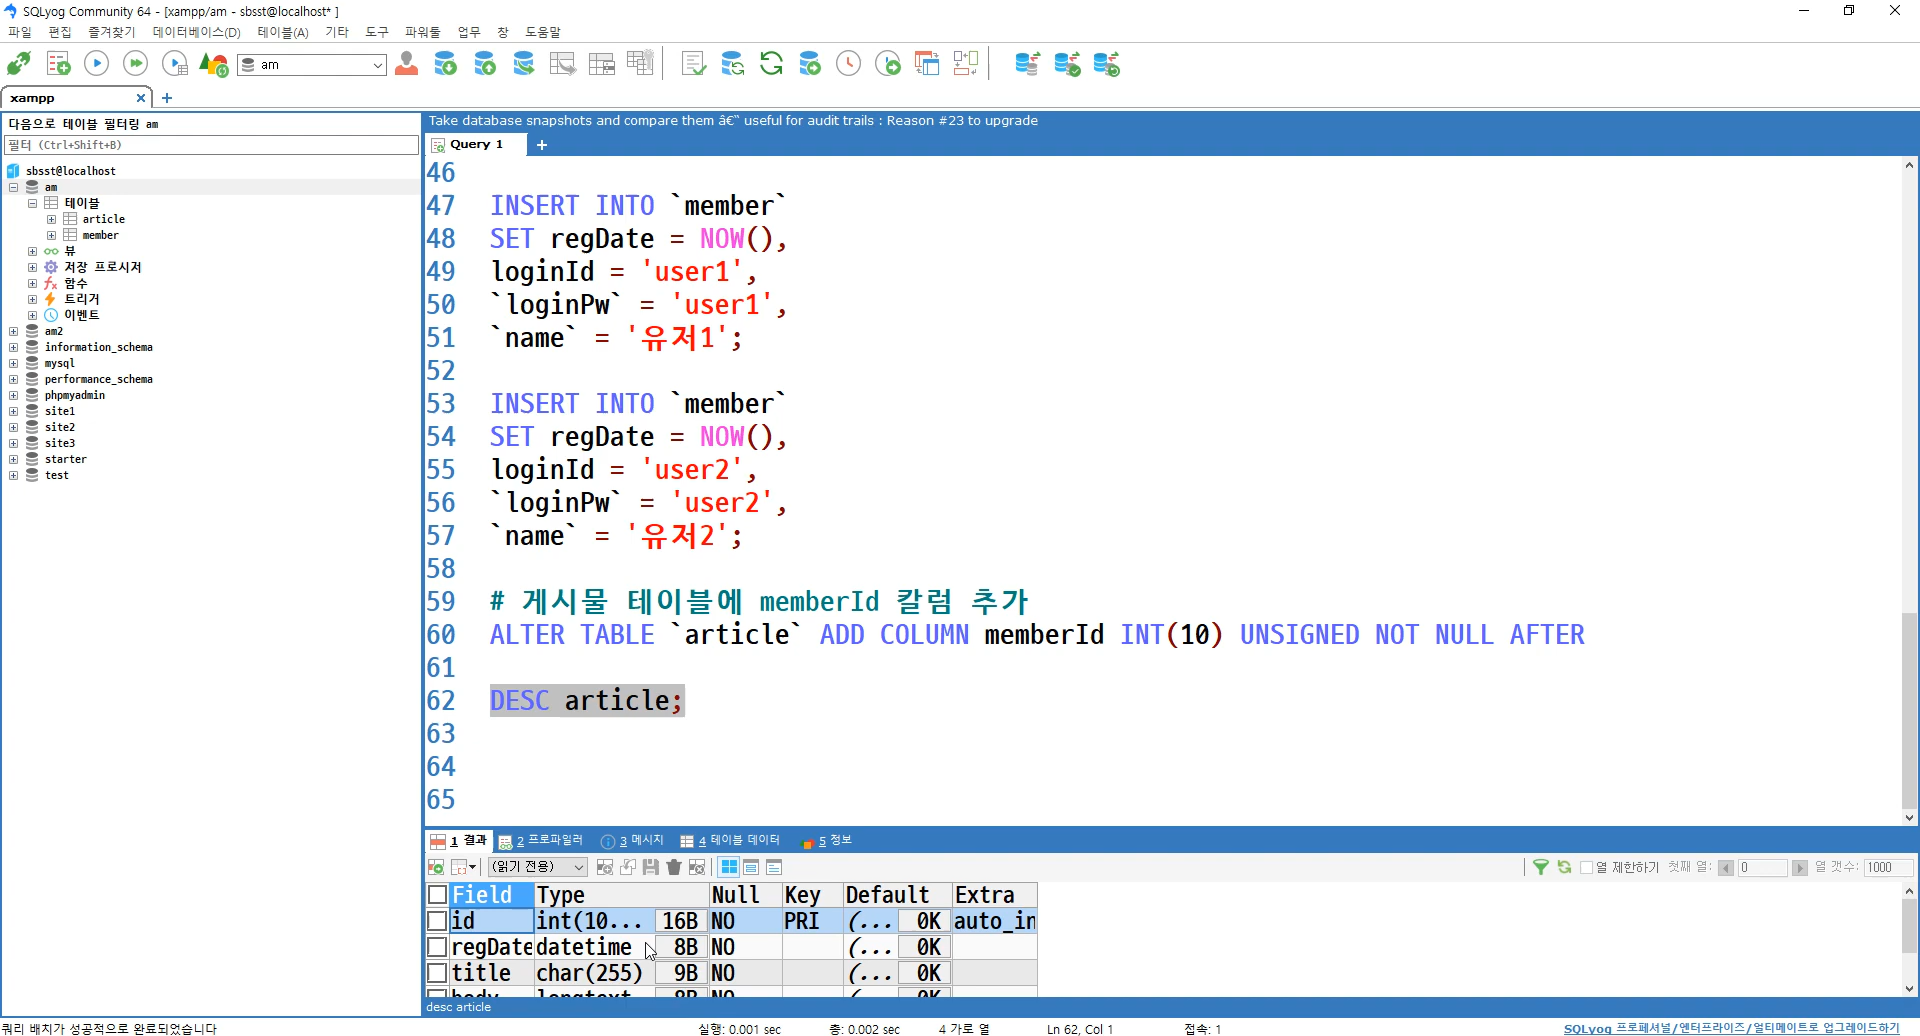 SQLyog Community 64 - [xampp/am - sbsst@localhost* ]
파일 편집 즐겨찾기 데이터베이스(D) 테이블(A) 기타 도구 파워툴 업무 창 도움말
am
xampp
다음으로 테이블 필터링 am
필터 (Ctrl+Shift+B)
sbsst@localhost
am
테이블
article
member
뷰
저장 프로시저
함수
트리거
이벤트
am2
information_schema
mysql
performance_schema
phpmyadmin
site1
site2
site3
starter
test
Take database snapshots and compare them â€“ useful for audit trails : Reason #23 to upgrade
Query 1
46
47 INSERT INTO `member`
48 SET regDate = NOW(),
49 loginId = 'user1',
50 `loginPw` = 'user1',
51 `name` = '유저1';
52
53 INSERT INTO `member`
54 SET regDate = NOW(),
55 loginId = 'user2',
56 `loginPw` = 'user2',
57 `name` = '유저2';
58
59 # 게시물 테이블에 memberId 칼럼 추가
60 ALTER TABLE `article` ADD COLUMN memberId INT(10) UNSIGNED NOT NULL AFTER
61
62 DESC article;
63
64
65
1 결과 2 프로파일러 3 메시지 4 테이블 데이터 5 정보
(읽기 전용) 열 제한하기 첫째 열: 0 열 갯수: 1000
Field Type Null Key Default Extra
id int(10... 16B NO PRI (... 0K auto_in
regDate datetime 8B NO (... 0K
title char(255) 9B NO (... 0K
body longtext 8B NO (... 0K
desc article
쿼리 배치가 성공적으로 완료되었습니다 실행: 0.001 sec 총: 0.002 sec 4 가로 열 Ln 62, Col 1 접속: 1 SQLyog 프로페셔널/엔터프라이즈/얼티메이트로 업그레이드하기